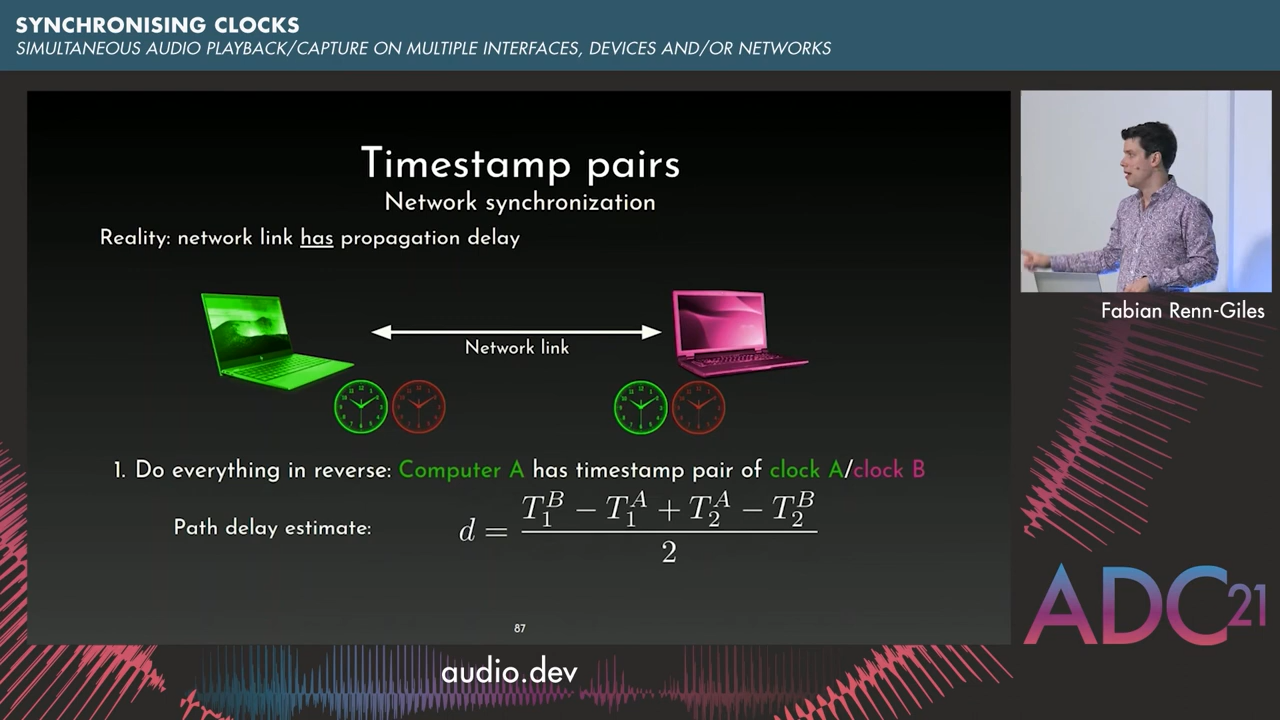 SYNCHRONISING CLOCKS
SIMULTANEOUS AUDIO PLAYBACK/CAPTURE ON MULTIPLE INTERFACES, DEVICES AND/OR NETWORKS
Timestamp pairs
Network synchronization
Reality: network link has propagation delay
Network link
1. Do everything in reverse: Computer A has timestamp pair of clock A/clock B
Path delay estimate: d = \frac{T_1^B - T_1^A + T_2^A - T_2^B}{2}
87
Fabian Renn-Giles
ADC21
audio.dev